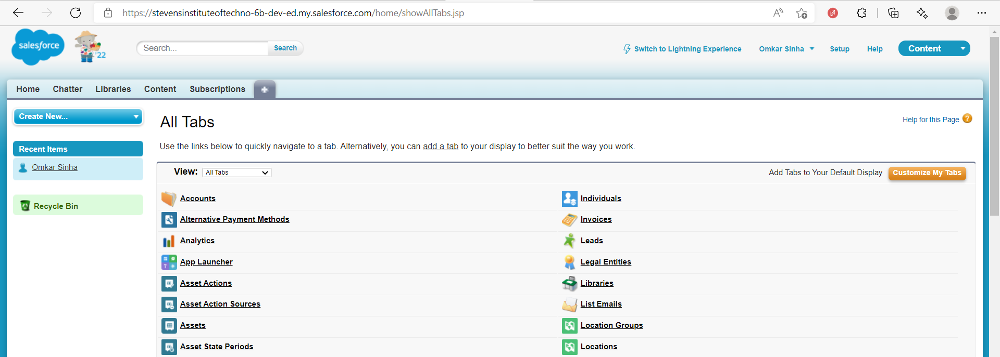 https://stevensinstituteoftechno-6b-dev-ed.my.salesforce.com/home/showAllTabs.jsp
salesforce
'22
Search...
Search
Switch to Lightning Experience
Omkar Sinha
Setup
Help
Content
Home
Chatter
Libraries
Content
Subscriptions
Create New...
Recent Items
Omkar Sinha
Recycle Bin
All Tabs
Help for this Page
Use the links below to quickly navigate to a tab. Alternatively, you can add a tab to your display to better suit the way you work.
View: All Tabs
Add Tabs to Your Default Display
Customize My Tabs
Accounts
Alternative Payment Methods
Analytics
App Launcher
Asset Actions
Asset Action Sources
Assets
Asset State Periods
Individuals
Invoices
Leads
Legal Entities
Libraries
List Emails
Location Groups
Locations